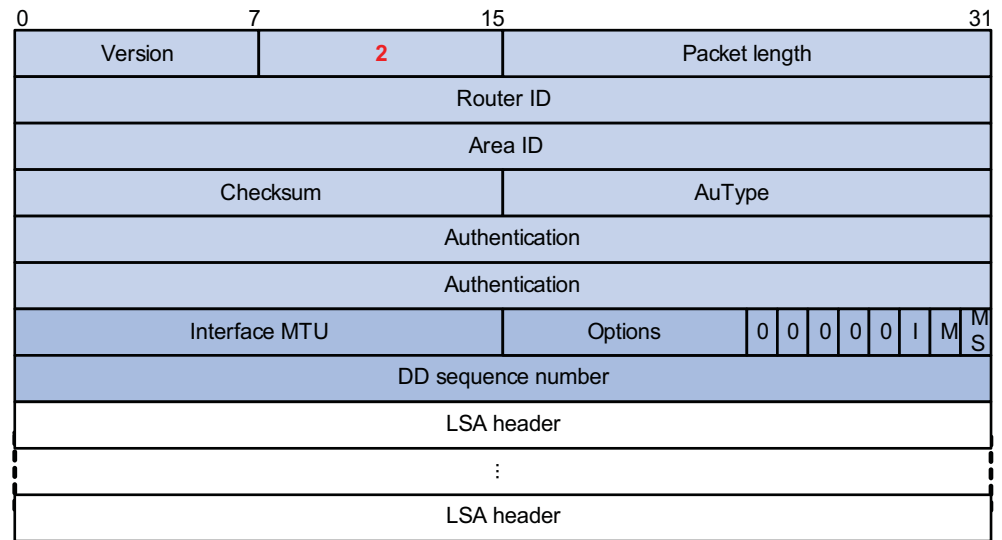 0 7 15 31
Version 2 Packet length
Router ID
Area ID
Checksum AuType
Authentication
Authentication
Interface MTU Options 0 0 0 0 0 I M M
S
DD sequence number
LSA header
⋮
LSA header